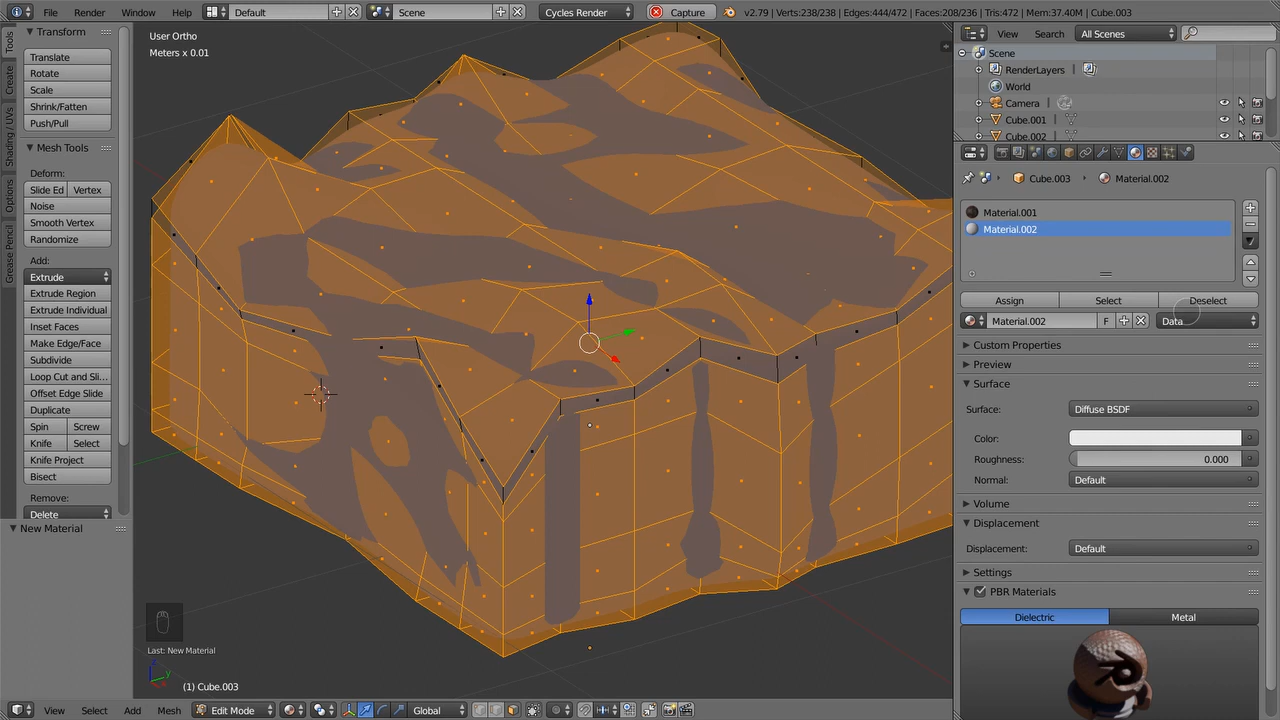 File Window Help Default Scene Cycles Render Capture v2.79 | Verts:238/238 | Edges:444/472 | Faces:208/236 | Tris:472 | Mem:37.40M | Cube.003
Tools
Create
Shading / UVs
Options
Grease Pencil
Transform
Translate
Rotate
Scale
Shrink/Fatten
Push/Pull
Mesh Tools
Deform:
Slide Ed Vertex
Noise
Smooth Vertex
Randomize
Add:
Extrude
Extrude Region
Extrude Individual
Inset Faces
Make Edge/Face
Subdivide
Loop Cut and Sli...
Offset Edge Slide
Duplicate
Spin Screw
Knife Select
Knife Project
Bisect
Remove:
Delete
New Material
User Ortho
Meters x 0.01
Last: New Material
(1) Cube.003
View Select Add Mesh Edit Mode Global
View Search All Scenes
Scene
RenderLayers
World
Camera
Cube.001
Cube.002
Cube.003 Material.002
Material.001
Material.002
Assign Select Deselect
Material.002 F Data
Custom Properties
Preview
Surface
Surface: Diffuse BSDF
Color:
Roughness: 0.000
Normal: Default
Volume
Displacement
Displacement: Default
Settings
PBR Materials
Dielectric Metal